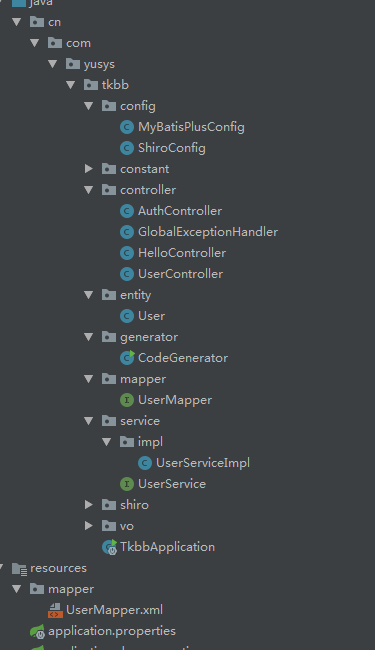 java
cn
com
yusys
tkbb
config
MyBatisPlusConfig
ShiroConfig
constant
controller
AuthController
GlobalExceptionHandler
HelloController
UserController
entity
User
generator
CodeGenerator
mapper
UserMapper
service
impl
UserServiceImpl
UserService
shiro
vo
TkbbApplication
resources
mapper
UserMapper.xml
application.properties